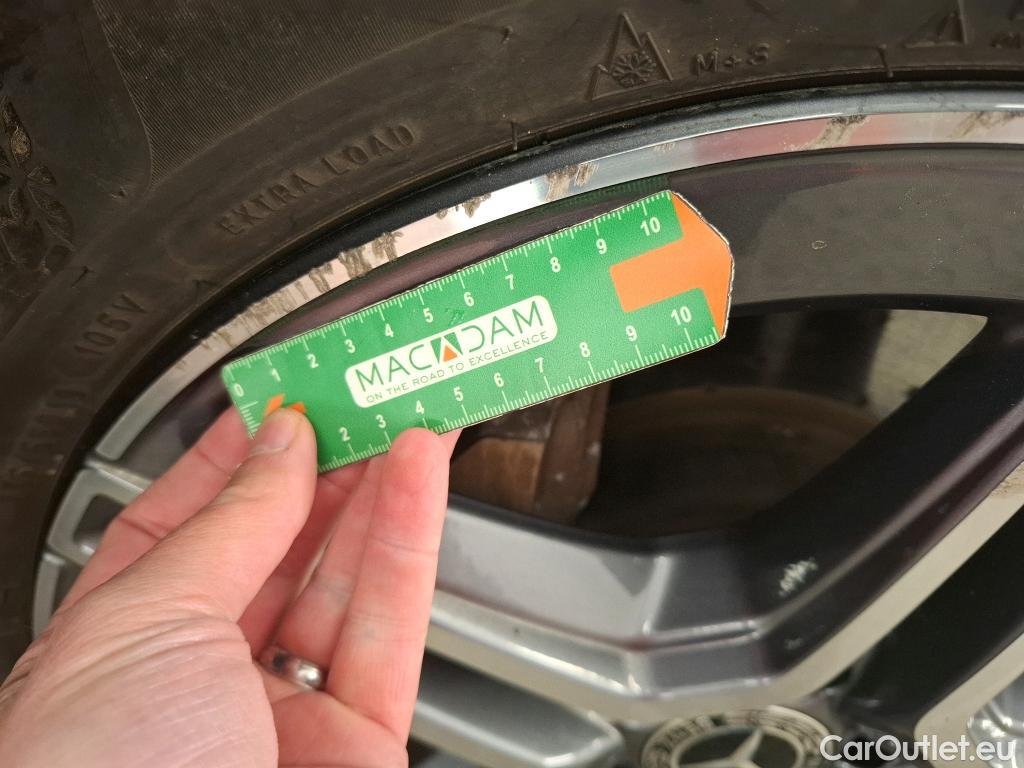 M+S
EXTRA LOAD
105V
0 1 2 3 4 5 6 7 8 9 10
MACADAM
ON THE ROAD TO EXCELLENCE
2 3 4 5 6 7 8 9 10
CarOutlet.eu